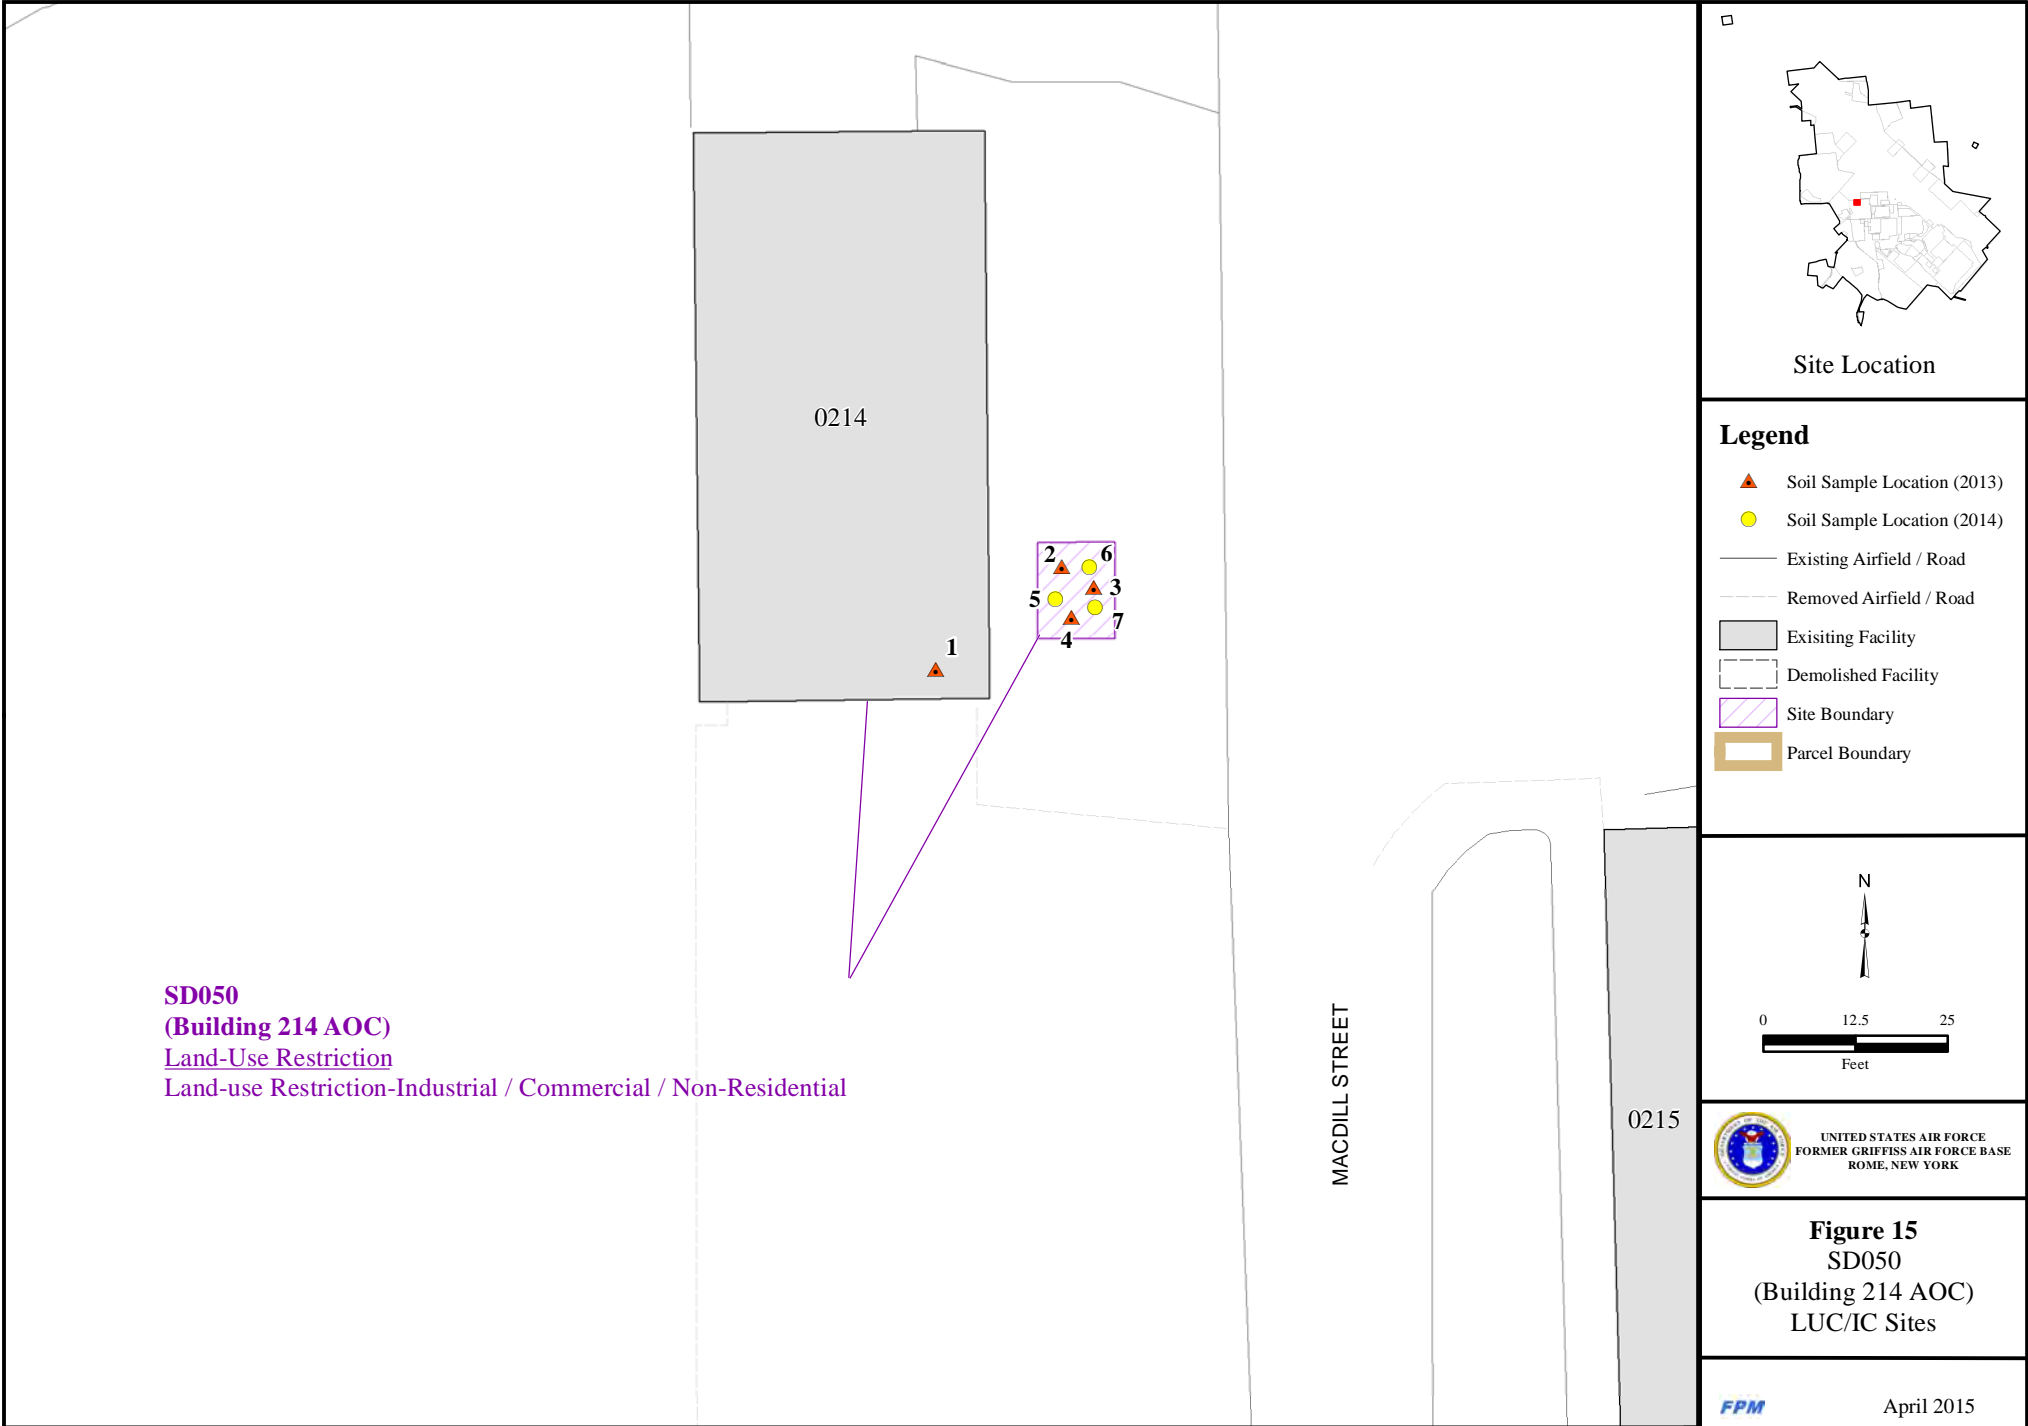 0214
2
6
3
5
7
4
1
SD050
(Building 214 AOC)
Land-Use Restriction
Land-use Restriction-Industrial / Commercial / Non-Residential
MACDILL STREET
0215
Site Location
Legend
Soil Sample Location (2013)
Soil Sample Location (2014)
Existing Airfield / Road
Removed Airfield / Road
Exisiting Facility
Demolished Facility
Site Boundary
Parcel Boundary
N
0 12.5 25
Feet
UNITED STATES AIR FORCE
FORMER GRIFFISS AIR FORCE BASE
ROME, NEW YORK
Figure 15
SD050
(Building 214 AOC)
LUC/IC Sites
FPM
April 2015